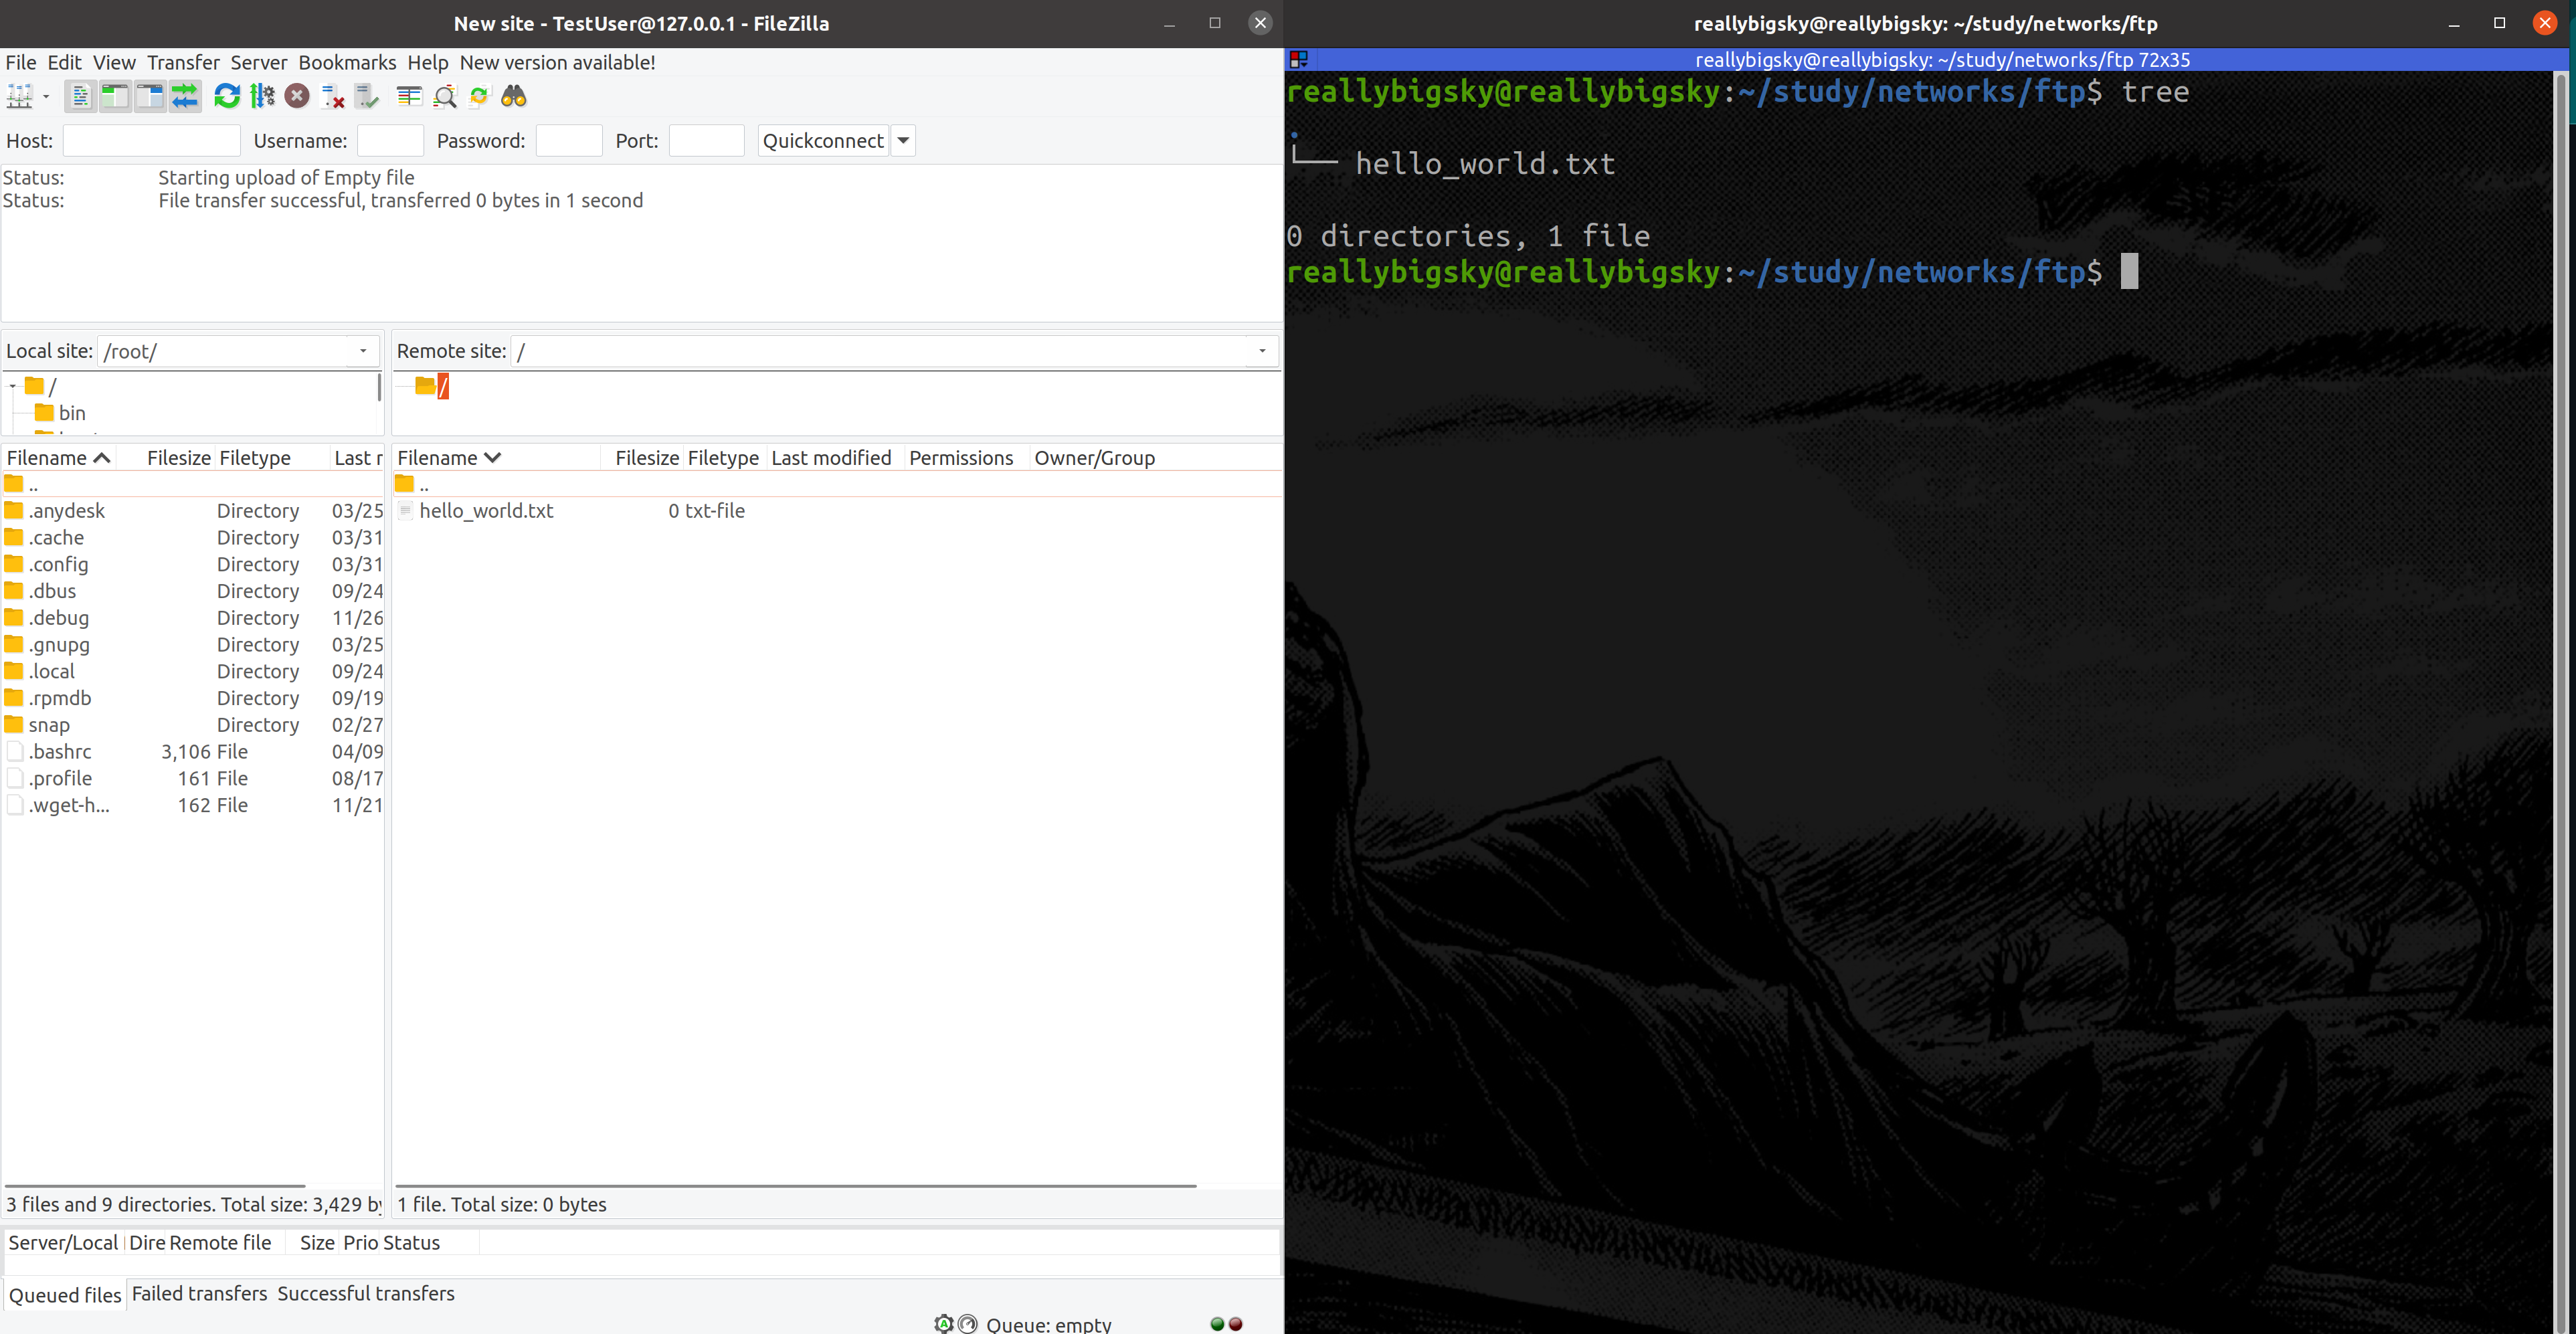 New site - TestUser@127.0.0.1 - FileZilla
File Edit View Transfer Server Bookmarks Help New version available!
Host: Username: Password: Port: Quickconnect
Status: Starting upload of Empty file
Status: File transfer successful, transferred 0 bytes in 1 second
Local site: /root/
/
bin
Remote site: /
/
Filename Filesize Filetype Last r
..
.anydesk Directory 03/25
.cache Directory 03/31
.config Directory 03/31
.dbus Directory 09/24
.debug Directory 11/26
.gnupg Directory 03/25
.local Directory 09/24
.rpmdb Directory 09/19
snap Directory 02/27
.bashrc 3,106 File 04/09
.profile 161 File 08/17
.wget-h... 162 File 11/21
3 files and 9 directories. Total size: 3,429 by
Filename Filesize Filetype Last modified Permissions Owner/Group
..
hello_world.txt 0 txt-file
1 file. Total size: 0 bytes
Server/Local Dire Remote file Size Prio Status
Queued files Failed transfers Successful transfers
Queue: empty
reallybigsky@reallybigsky: ~/study/networks/ftp
reallybigsky@reallybigsky: ~/study/networks/ftp 72x35
reallybigsky@reallybigsky:~/study/networks/ftp$ tree
.
└── hello_world.txt
0 directories, 1 file
reallybigsky@reallybigsky:~/study/networks/ftp$